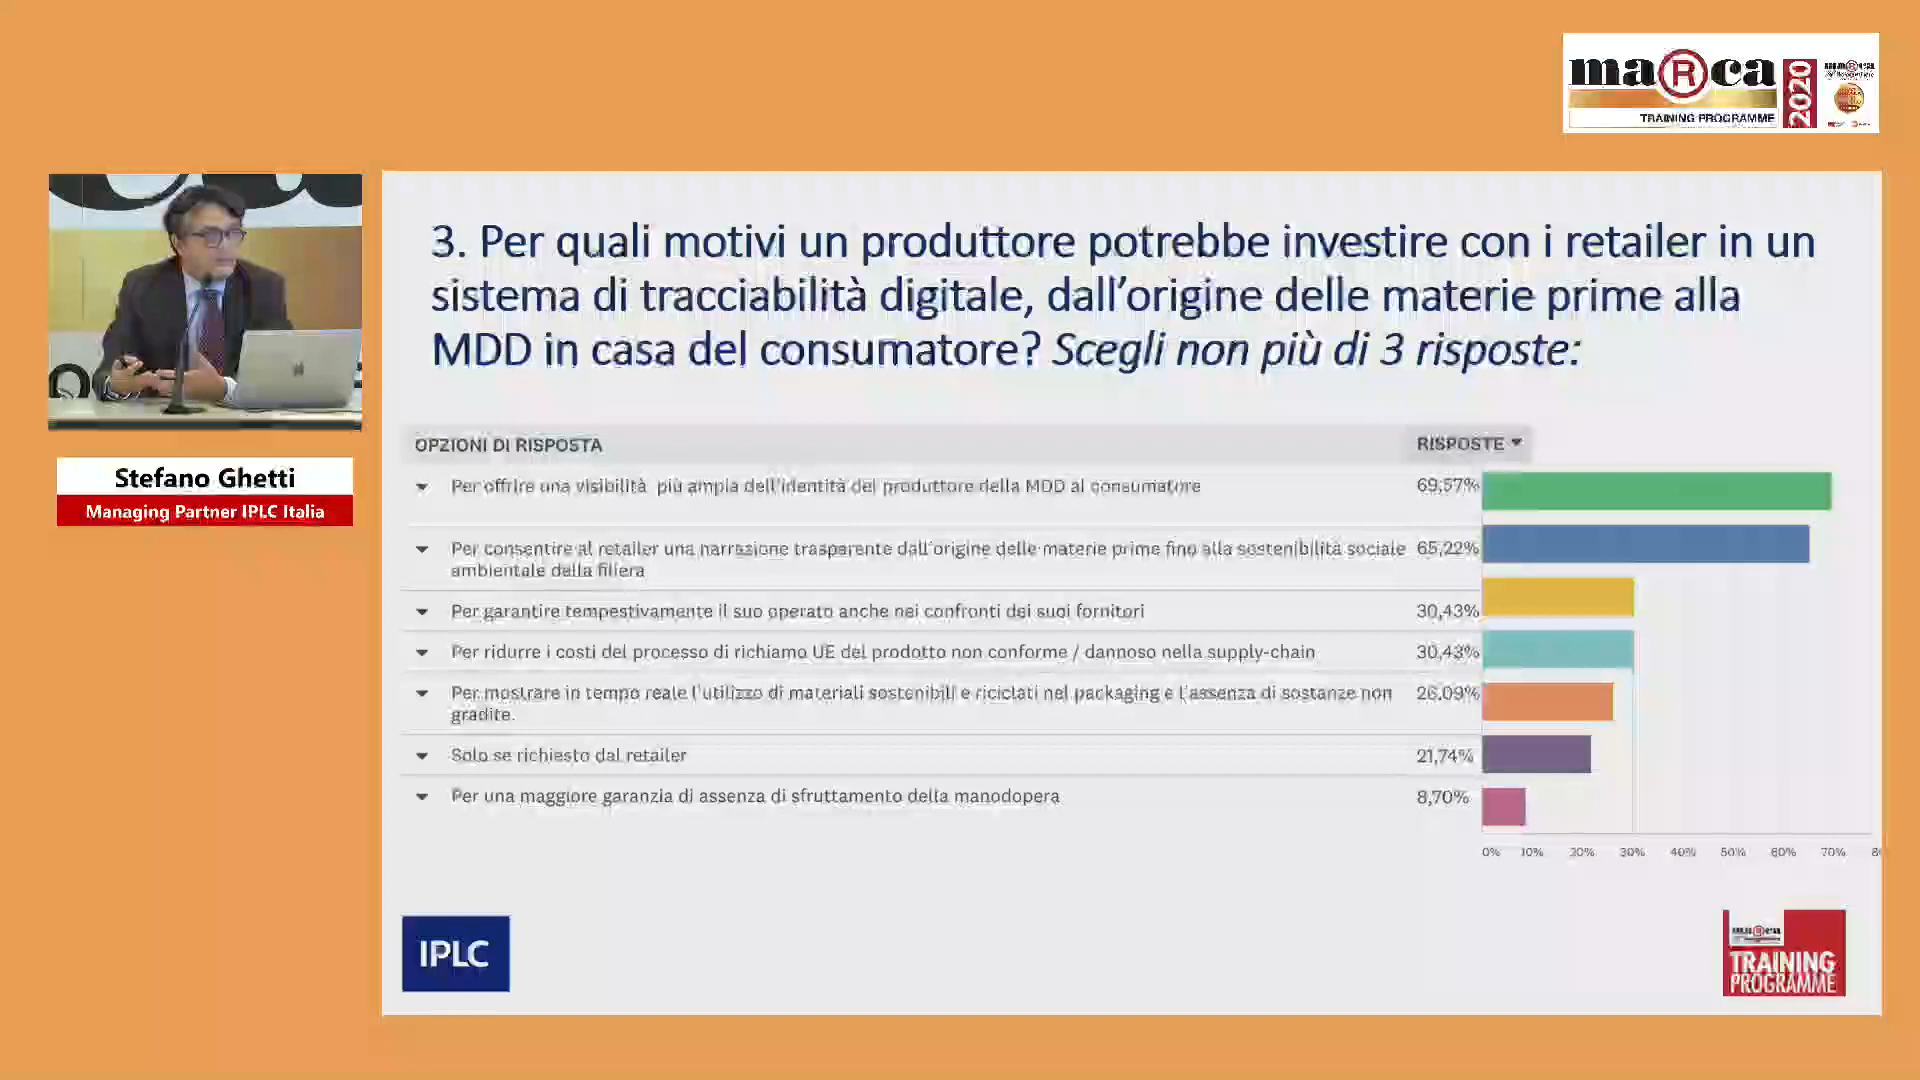 maRca
TRAINING PROGRAMME
2020
3. Per quali motivi un produttore potrebbe investire con i retailer in un
sistema di tracciabilità digitale, dall'origine delle materie prime alla
MDD in casa del consumatore? Scegli non più di 3 risposte:
Stefano Ghetti
Managing Partner IPLC Italia
OPZIONI DI RISPOSTA RISPOSTE
Per offrire una visibilità più ampia dell'identità del produttore della MDD al consumatore 69,57%
Per consentire al retailer una narrazione trasparente dall'origine delle materie prime fino alla sostenibilità sociale 65,22%
ambientale della filiera
Per garantire tempestivamente il suo operato anche nei confronti dei suoi fornitori 30,43%
Per ridurre i costi del processo di richiamo UE del prodotto non conforme / dannoso nella supply-chain 30,43%
Per mostrare in tempo reale l'utilizzo di materiali sostenibili e riciclati nel packaging e l'assenza di sostanze non 26,09%
gradite.
Solo se richiesto dal retailer 21,74%
Per una maggiore garanzia di assenza di sfruttamento della manodopera 8,70%
0% 10% 20% 30% 40% 50% 60% 70%
IPLC
maRca
TRAINING
PROGRAMME